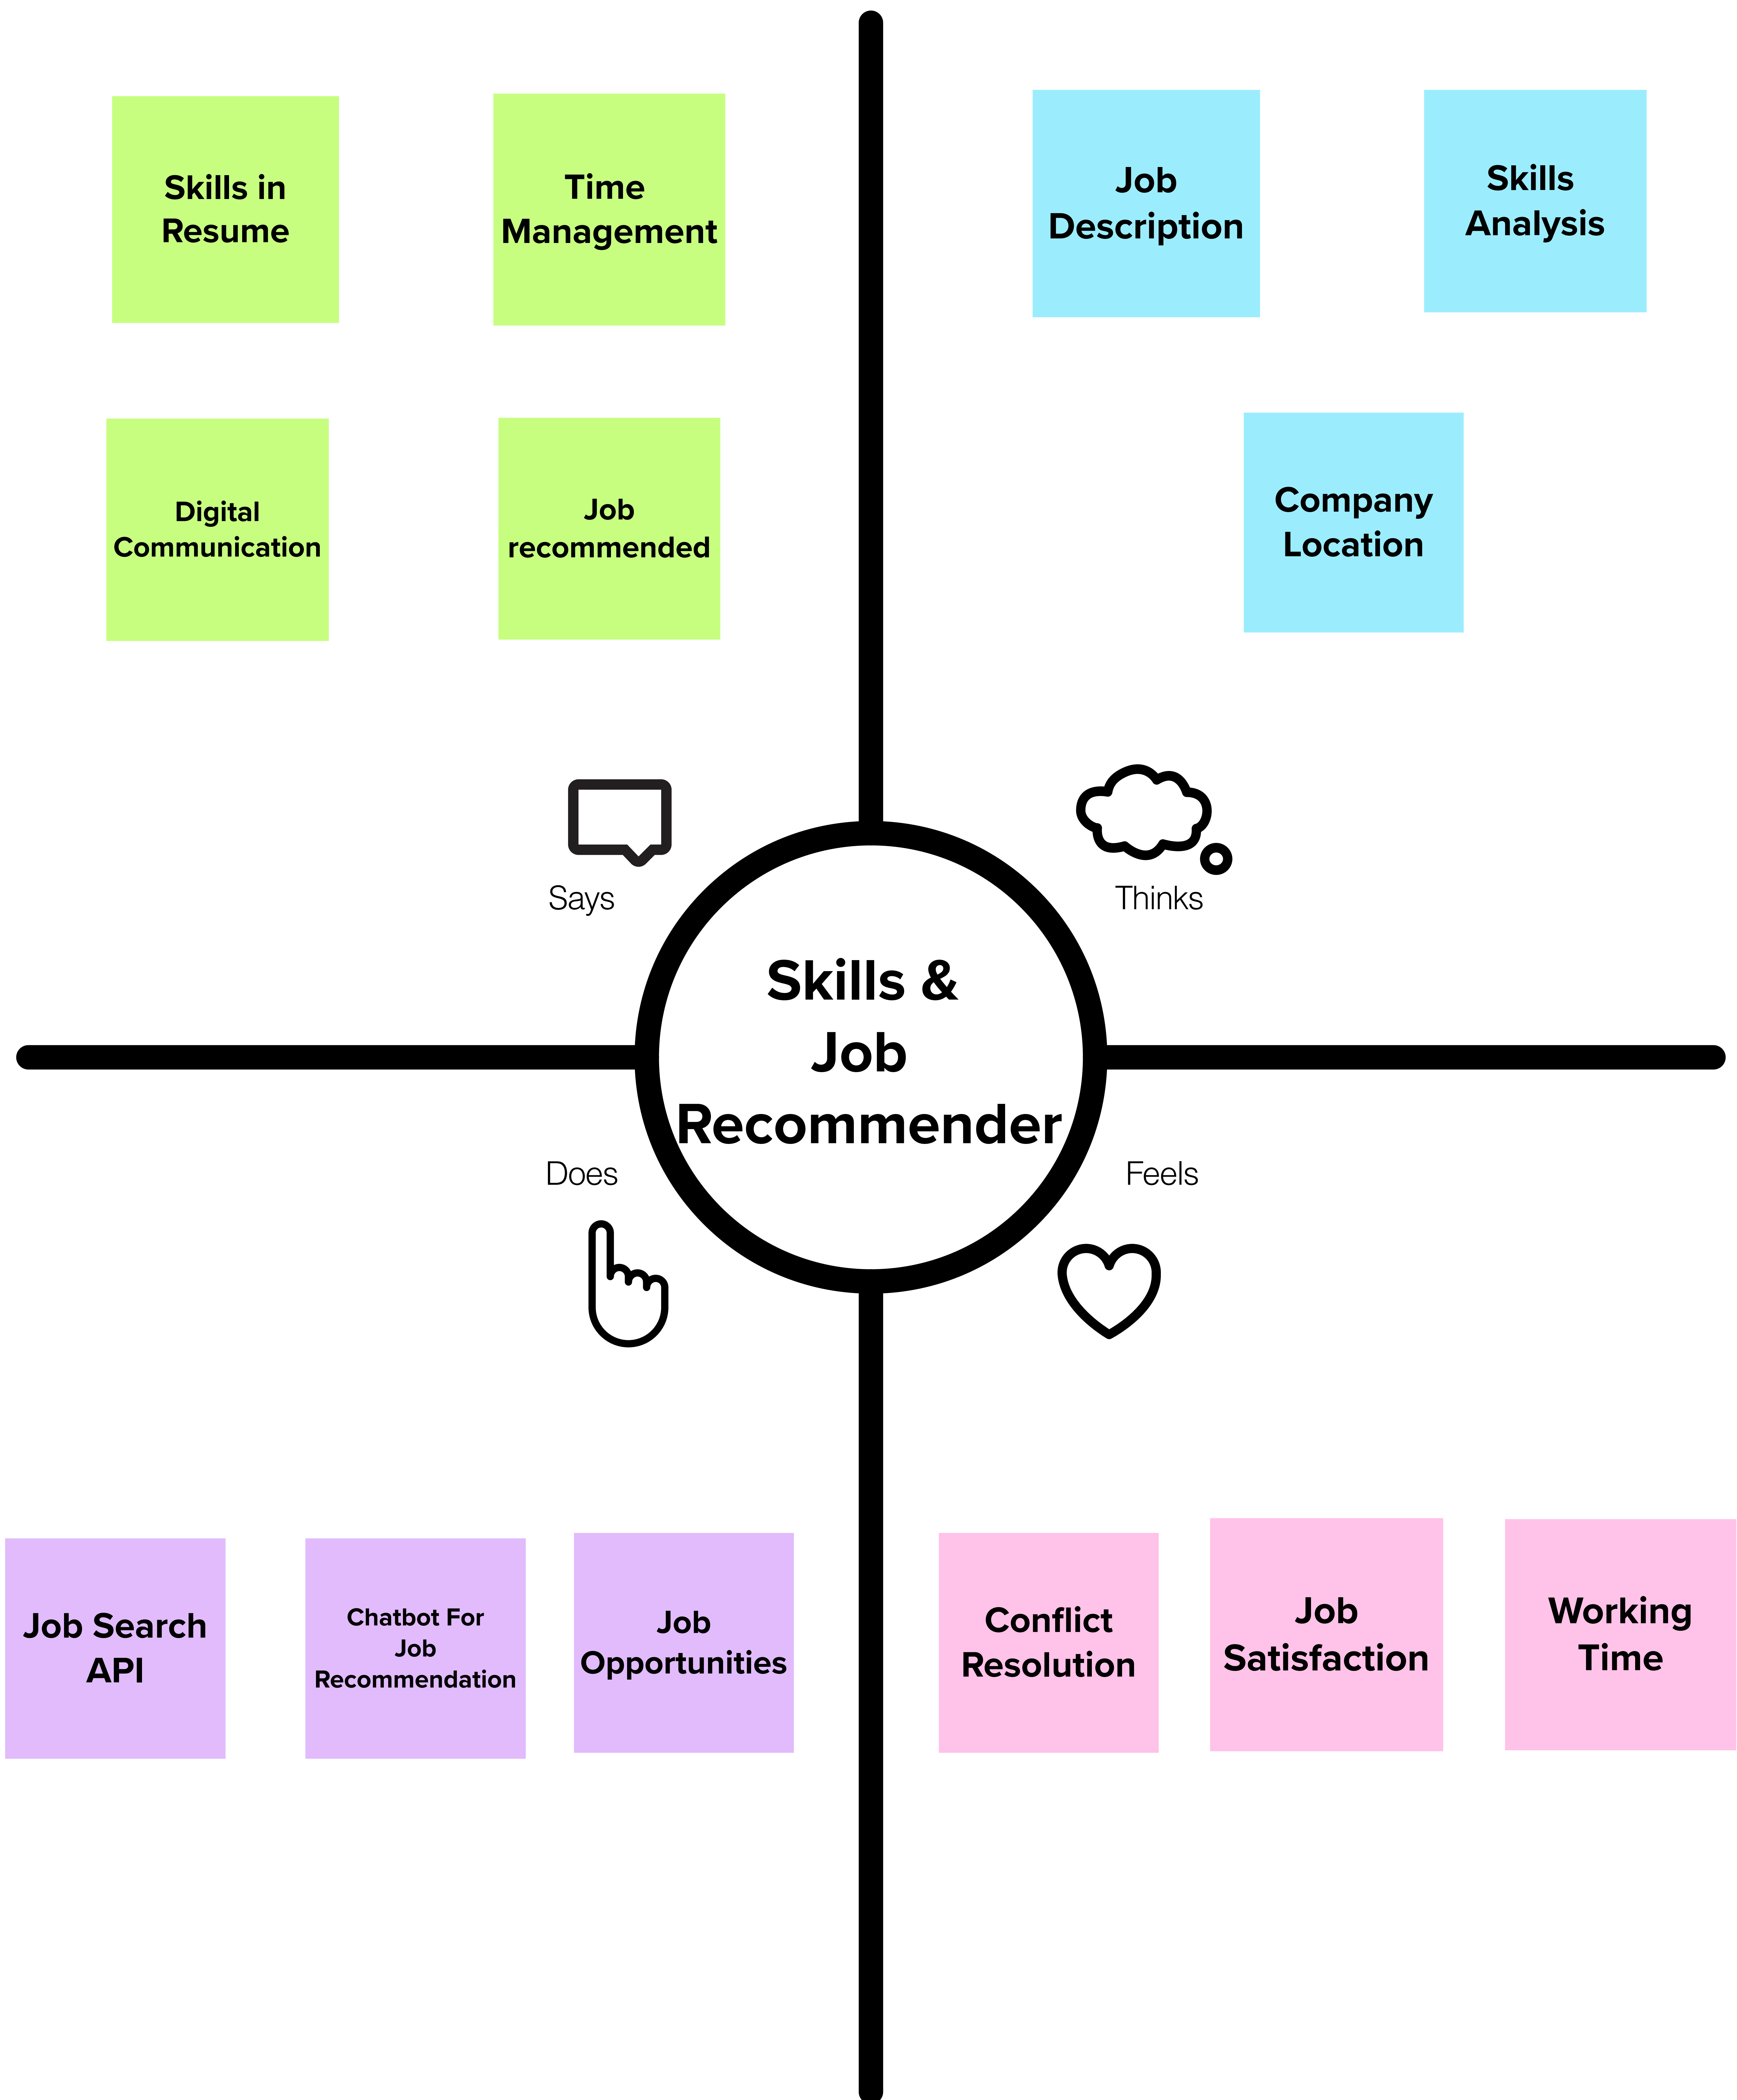 Skills in
Resume
Time
Management
Digital
Communication
Job
recommended
Job
Description
Skills
Analysis
Company
Location
Says
Thinks
Skills &
Job
Recommender
Does
Feels
Job Search
API
Chatbot For
Job
Recommendation
Job
Opportunities
Conflict
Resolution
Job
Satisfaction
Working
Time